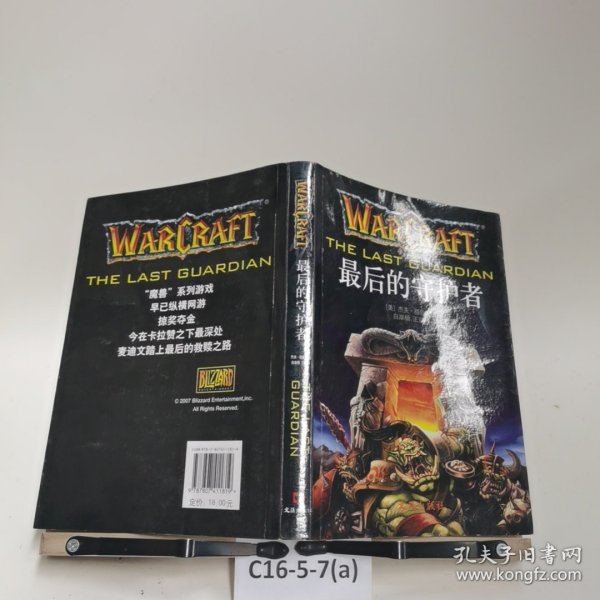 WARCRAFT
THE LAST GUARDIAN
“魔兽”系列游戏
早已纵横网游
掠奖夺金
今在卡拉赞之下最深处
麦迪文踏上最后的救赎之路
BLIZZARD
ENTERTAINMENT
© 2007 Blizzard Entertainment,Inc.
All Rights Reserved.
定价: 18.00元
WARCRAFT
最后的守护者
GUARDIAN
WARCRAFT
THE LAST GUARDIAN
最后的守护者
[美]
C16-5-7(a)
孔夫子旧书网
www.kongfz.com